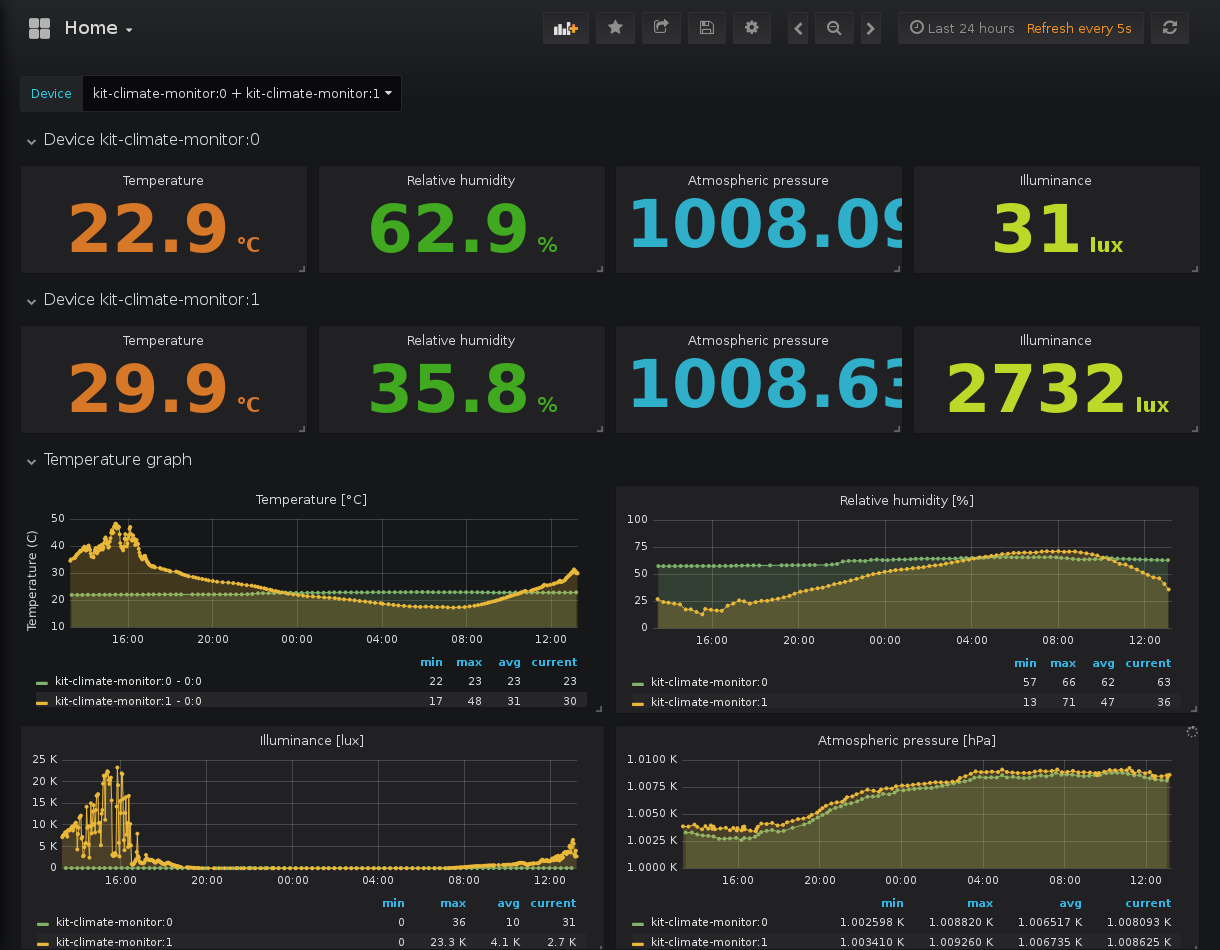 Home
Last 24 hours Refresh every 5s
Device kit-climate-monitor:0 + kit-climate-monitor:1
Device kit-climate-monitor:0
Temperature Relative humidity Atmospheric pressure Illuminance
22.9 °C 62.9 % 1008.09 31 lux
Device kit-climate-monitor:1
Temperature Relative humidity Atmospheric pressure Illuminance
29.9 °C 35.8 % 1008.63 2732 lux
Temperature graph
Temperature [°C]
Temperature (C)
50
40
30
20
10
16:00 20:00 00:00 04:00 08:00 12:00
min max avg current
kit-climate-monitor:0 - 0:0 22 23 23 23
kit-climate-monitor:1 - 0:0 17 48 31 30
Relative humidity [%]
100
75
50
25
0
16:00 20:00 00:00 04:00 08:00 12:00
min max avg current
kit-climate-monitor:0 57 66 62 63
kit-climate-monitor:1 13 71 47 36
Illuminance [lux]
25 K
20 K
15 K
10 K
5 K
0
16:00 20:00 00:00 04:00 08:00 12:00
min max avg current
kit-climate-monitor:0 0 36 10 31
kit-climate-monitor:1 0 23.3 K 4.1 K 2.7 K
Atmospheric pressure [hPa]
1.0100 K
1.0075 K
1.0050 K
1.0025 K
1.0000 K
16:00 20:00 00:00 04:00 08:00 12:00
min max avg current
kit-climate-monitor:0 1.002598 K 1.008820 K 1.006517 K 1.008093 K
kit-climate-monitor:1 1.003410 K 1.009260 K 1.006735 K 1.008625 K